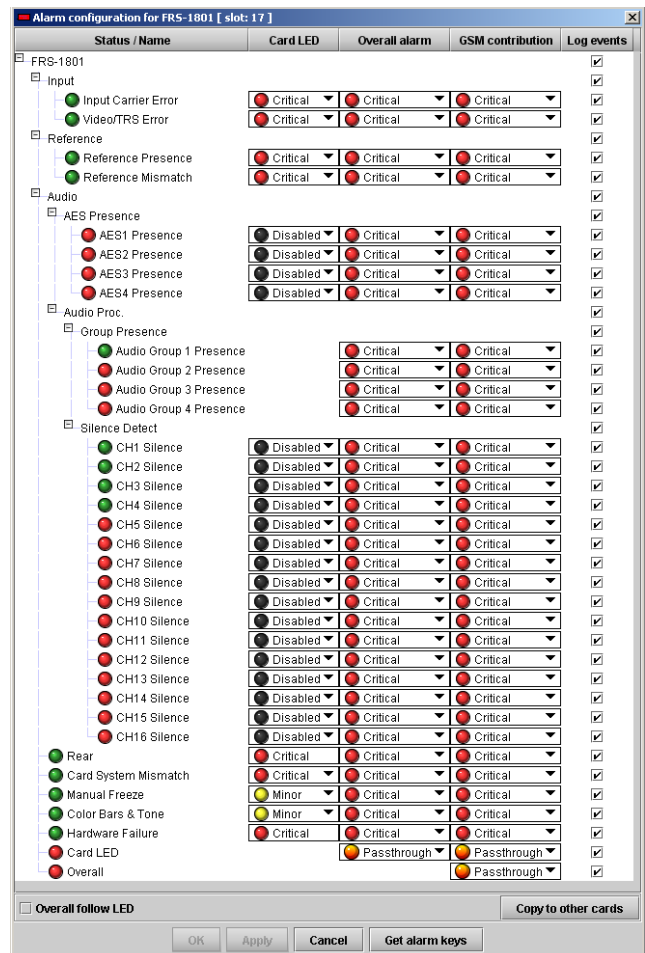 Alarm configuration for FRS-1801 [ slot: 17 ]
Status / Name Card LED Overall alarm GSM contribution Log events
FRS-1801
Input
Input Carrier Error Critical Critical Critical
Video/TRS Error Critical Critical Critical
Reference
Reference Presence Critical Critical Critical
Reference Mismatch Critical Critical Critical
Audio
AES Presence
AES1 Presence Disabled Critical Critical
AES2 Presence Disabled Critical Critical
AES3 Presence Disabled Critical Critical
AES4 Presence Disabled Critical Critical
Audio Proc.
Group Presence
Audio Group 1 Presence Critical Critical
Audio Group 2 Presence Critical Critical
Audio Group 3 Presence Critical Critical
Audio Group 4 Presence Critical Critical
Silence Detect
CH1 Silence Disabled Critical Critical
CH2 Silence Disabled Critical Critical
CH3 Silence Disabled Critical Critical
CH4 Silence Disabled Critical Critical
CH5 Silence Disabled Critical Critical
CH6 Silence Disabled Critical Critical
CH7 Silence Disabled Critical Critical
CH8 Silence Disabled Critical Critical
CH9 Silence Disabled Critical Critical
CH10 Silence Disabled Critical Critical
CH11 Silence Disabled Critical Critical
CH12 Silence Disabled Critical Critical
CH13 Silence Disabled Critical Critical
CH14 Silence Disabled Critical Critical
CH15 Silence Disabled Critical Critical
CH16 Silence Disabled Critical Critical
Rear Critical Critical Critical
Card System Mismatch Critical Critical Critical
Manual Freeze Minor Critical Critical
Color Bars & Tone Minor Critical Critical
Hardware Failure Critical Critical Critical
Card LED Passthrough Passthrough
Overall Passthrough
Overall follow LED Copy to other cards
OK Apply Cancel Get alarm keys